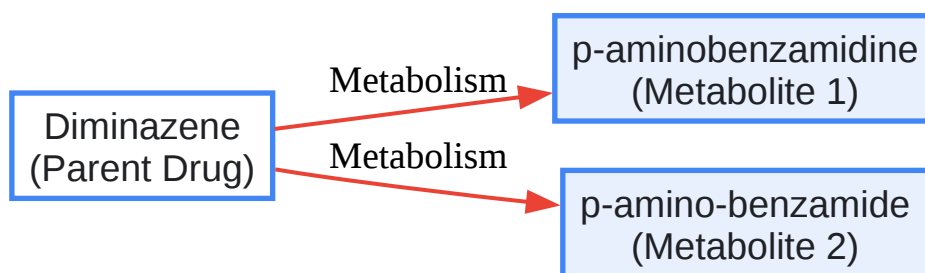 Diminazene
(Parent Drug)
Metabolism
Metabolism
p-aminobenzamidine
(Metabolite 1)
p-amino-benzamide
(Metabolite 2)